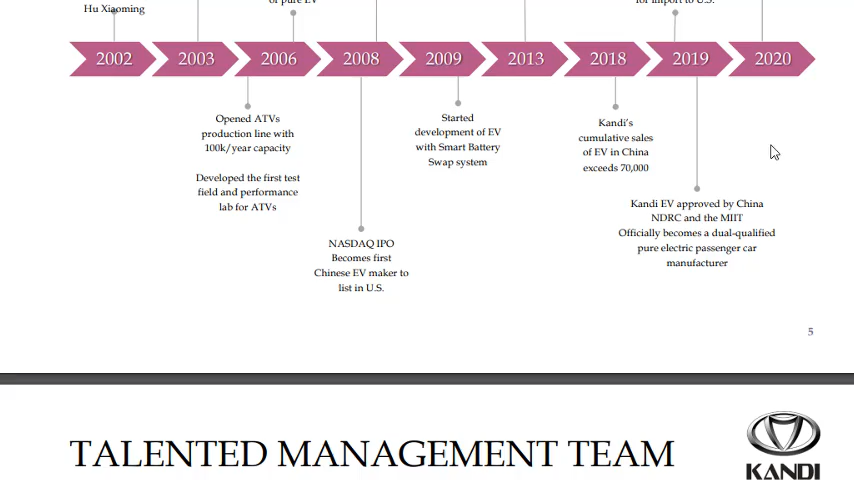 Hu Xiaoming
of pure EV
for import to U.S.
2002 2003 2006 2008 2009 2013 2018 2019 2020
Opened ATVs
production line with
100k/year capacity
Developed the first test
field and performance
lab for ATVs
NASDAQ IPO
Becomes first
Chinese EV maker to
list in U.S.
Started
development of EV
with Smart Battery
Swap system
Kandi's
cumulative sales
of EV in China
exceeds 70,000
Kandi EV approved by China
NDRC and the MIIT
Officially becomes a dual-qualified
pure electric passenger car
manufacturer
5
TALENTED MANAGEMENT TEAM
KANDI